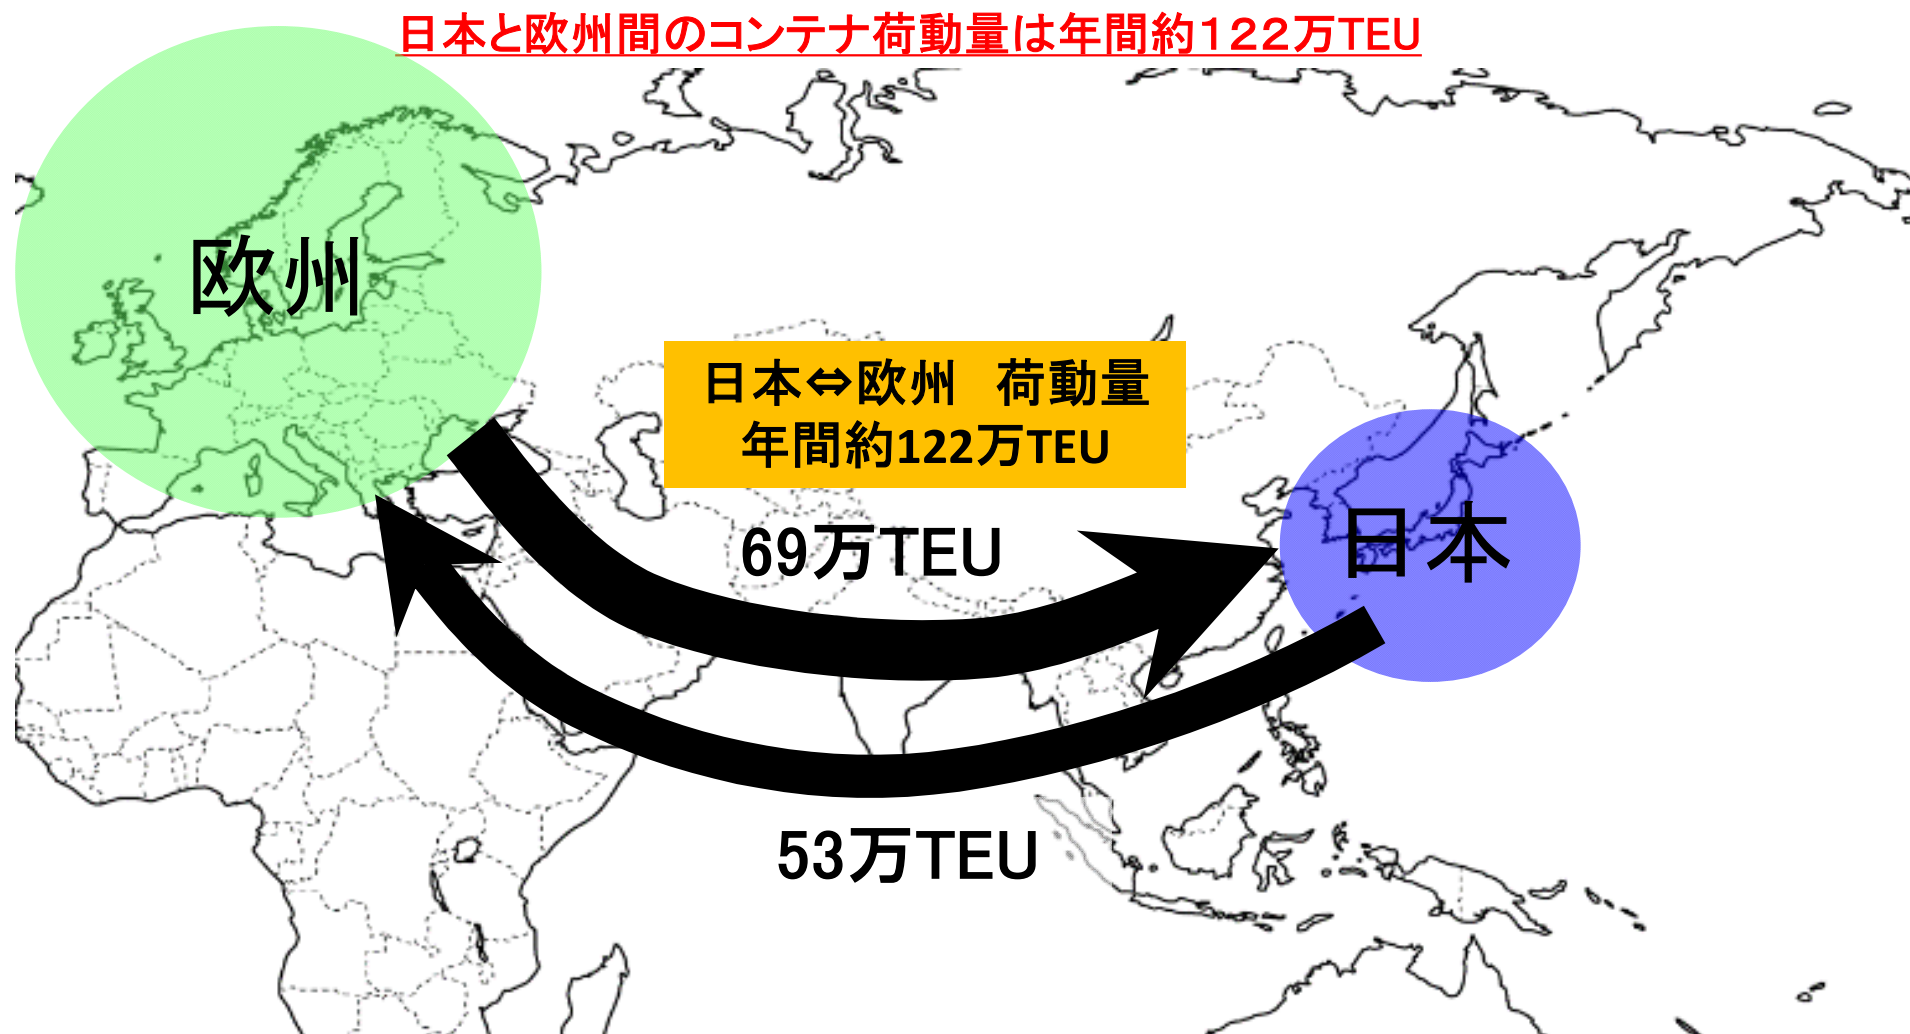 日本と欧州間のコンテナ荷動量は年間約１２２万TEU
欧州
日本⇔欧州　荷動量
年間約122万TEU
69万TEU
日本
53万TEU